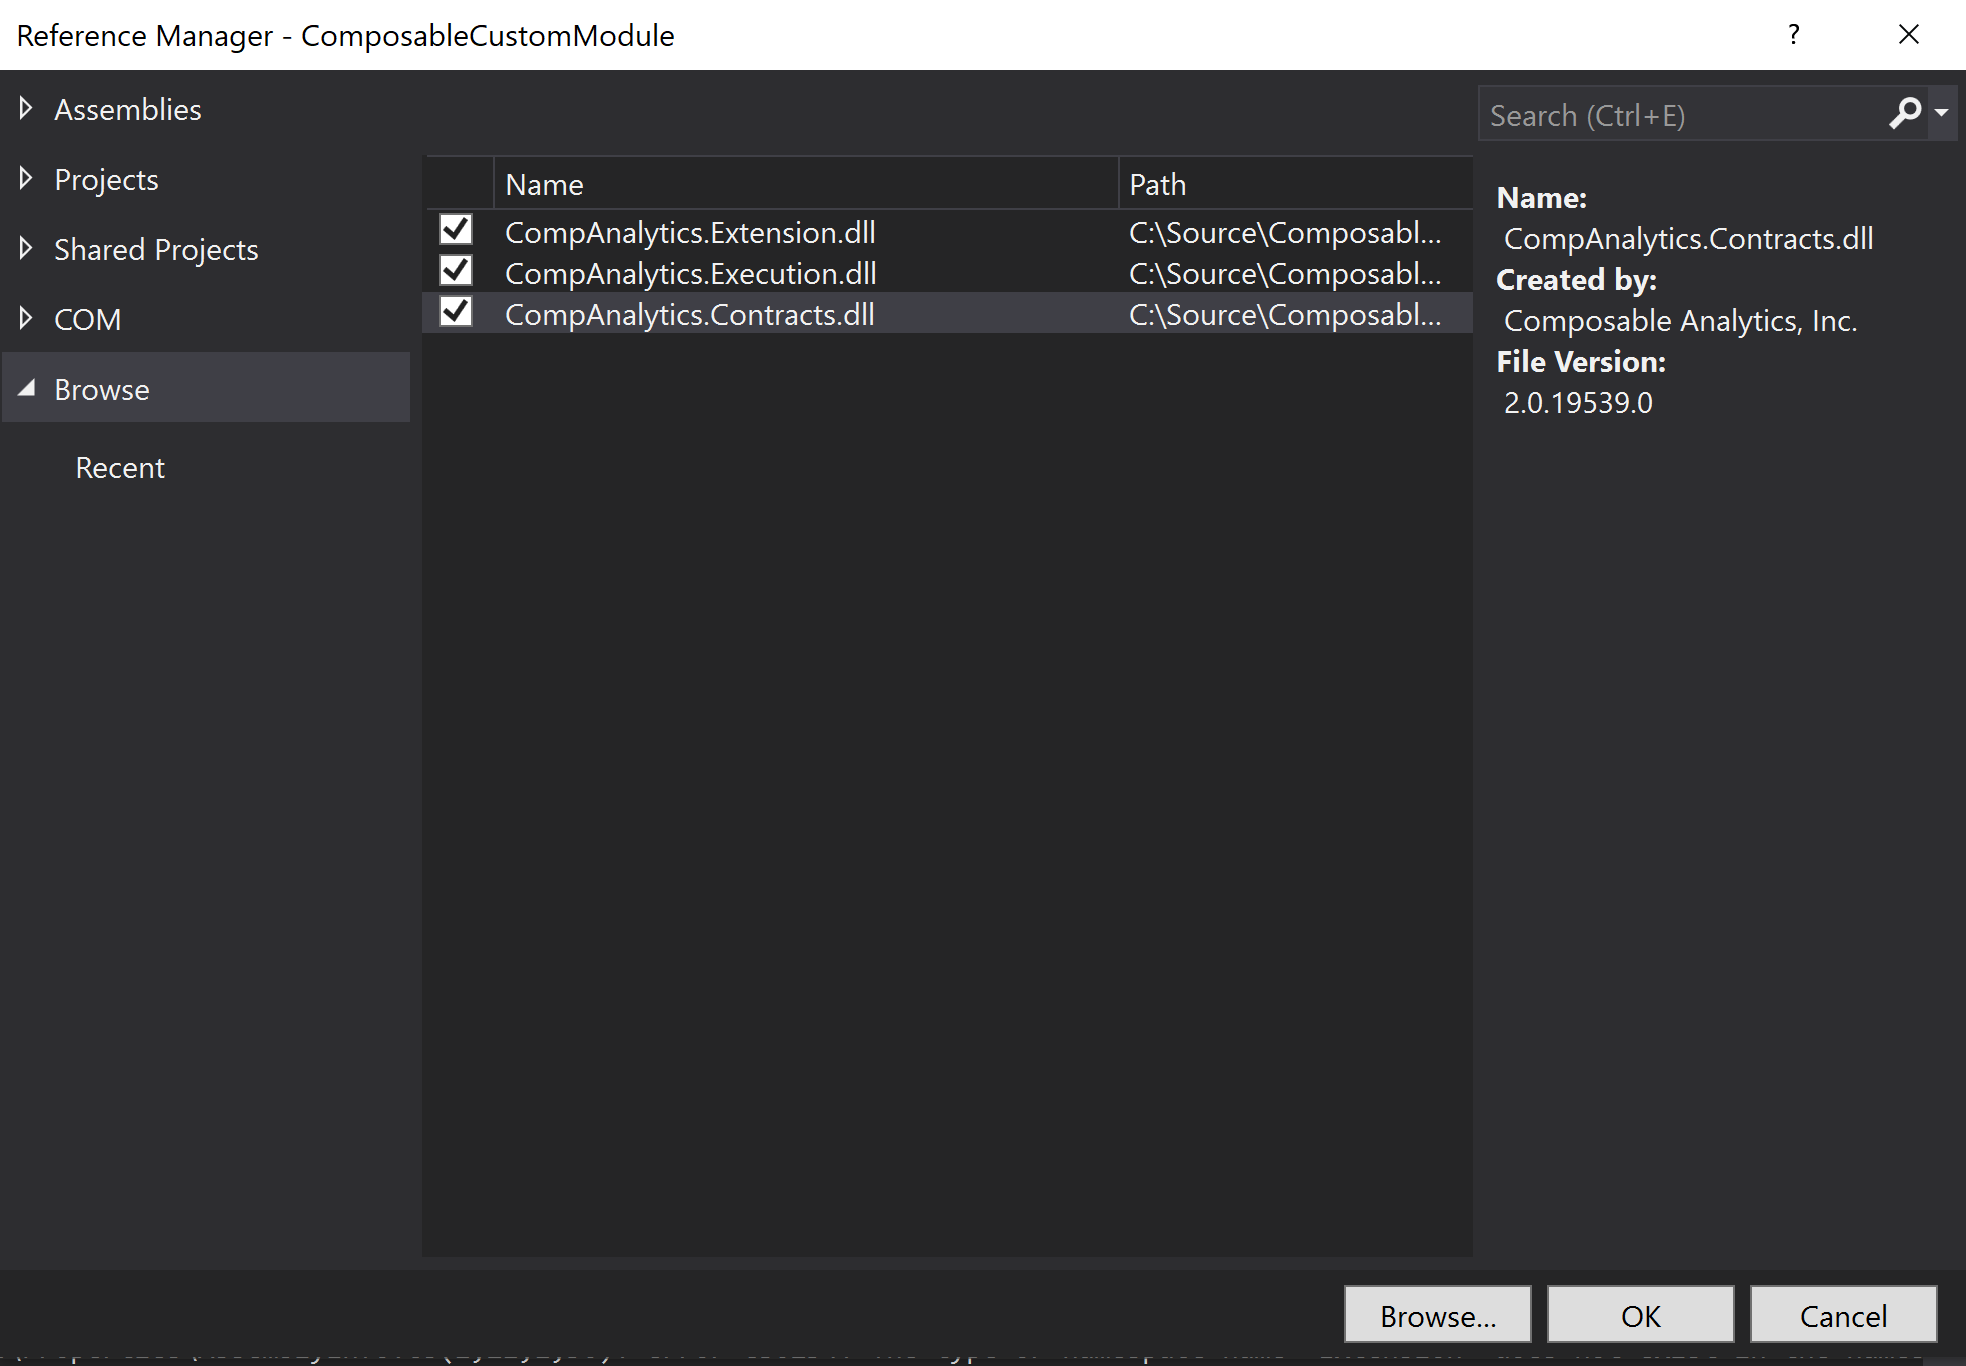 Reference Manager - ComposableCustomModule
?
Assemblies
Projects
Shared Projects
COM
Browse
Recent
Search (Ctrl+E)
Name Path
CompAnalytics.Extension.dll C:\Source\Composabl...
CompAnalytics.Execution.dll C:\Source\Composabl...
CompAnalytics.Contracts.dll C:\Source\Composabl...
Name:
CompAnalytics.Contracts.dll
Created by:
Composable Analytics, Inc.
File Version:
2.0.19539.0
Browse... OK Cancel